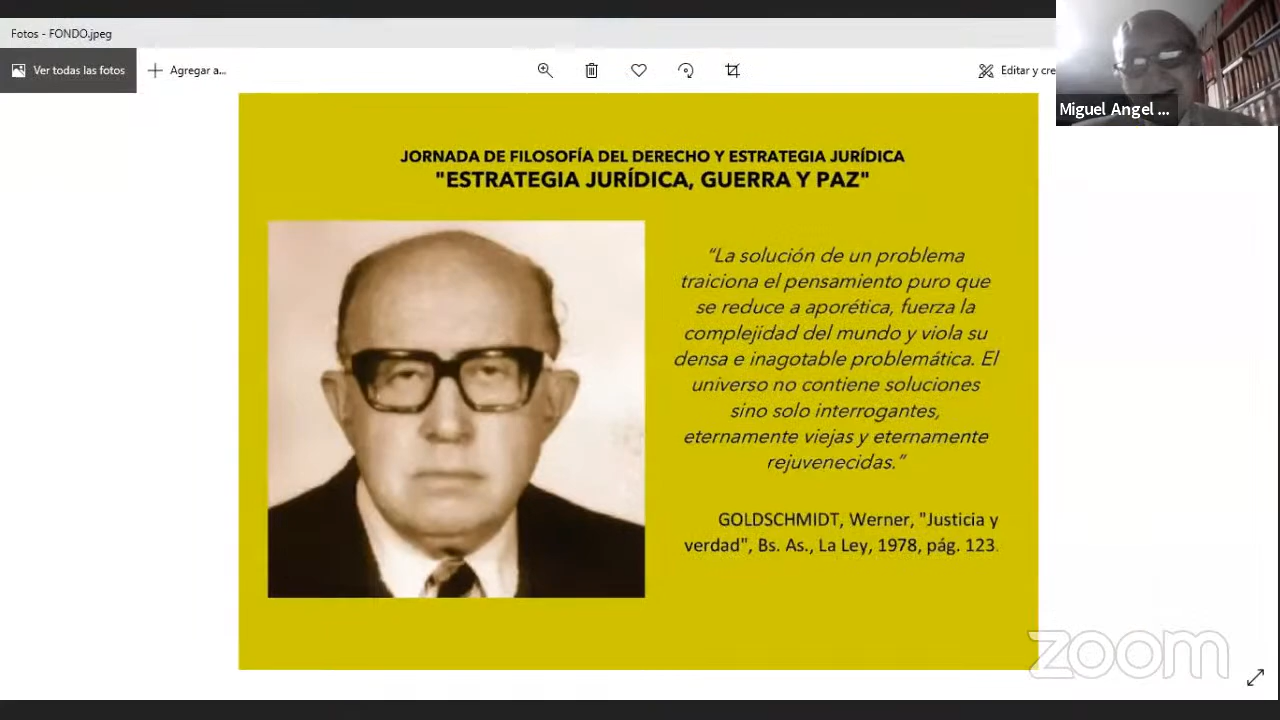 Fotos - FONDO.jpeg
Ver todas las fotos
Agregar a...
Editar y cre
Miguel Angel ...
JORNADA DE FILOSOFÍA DEL DERECHO Y ESTRATEGIA JURÍDICA
"ESTRATEGIA JURÍDICA, GUERRA Y PAZ"
“La solución de un problema
traiciona el pensamiento puro que
se reduce a aporética, fuerza la
complejidad del mundo y viola su
densa e inagotable problemática. El
universo no contiene soluciones
sino solo interrogantes,
eternamente viejas y eternamente
rejuvenecidas.”
GOLDSCHMIDT, Werner, "Justicia y
verdad", Bs. As., La Ley, 1978, pág. 123.
zoom